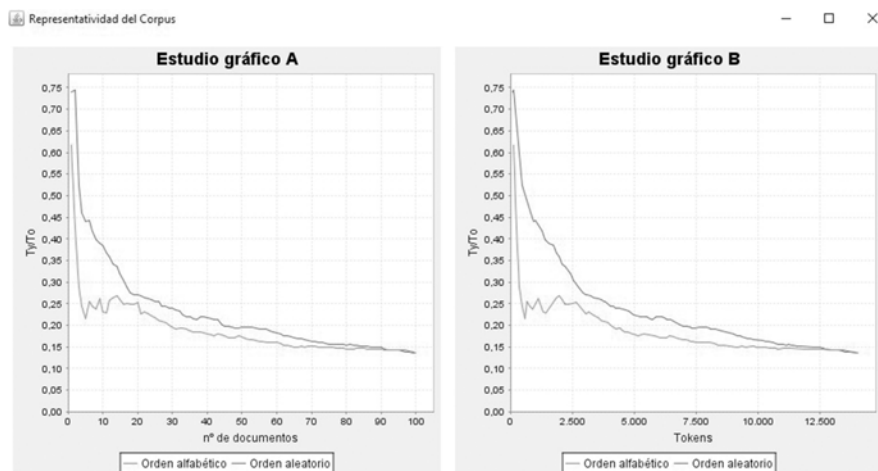 Representatividad del Corpus
Estudio gráfico A
Ty/To
0,75
0,70
0,65
0,60
0,55
0,50
0,45
0,40
0,35
0,30
0,25
0,20
0,15
0,10
0,05
0,00
0 10 20 30 40 50 60 70 80 90 100
nº de documentos
Orden alfabético Orden aleatorio
Estudio gráfico B
Ty/To
0,75
0,70
0,65
0,60
0,55
0,50
0,45
0,40
0,35
0,30
0,25
0,20
0,15
0,10
0,05
0,00
0 2.500 5.000 7.500 10.000 12.500
Tokens
Orden alfabético Orden aleatorio